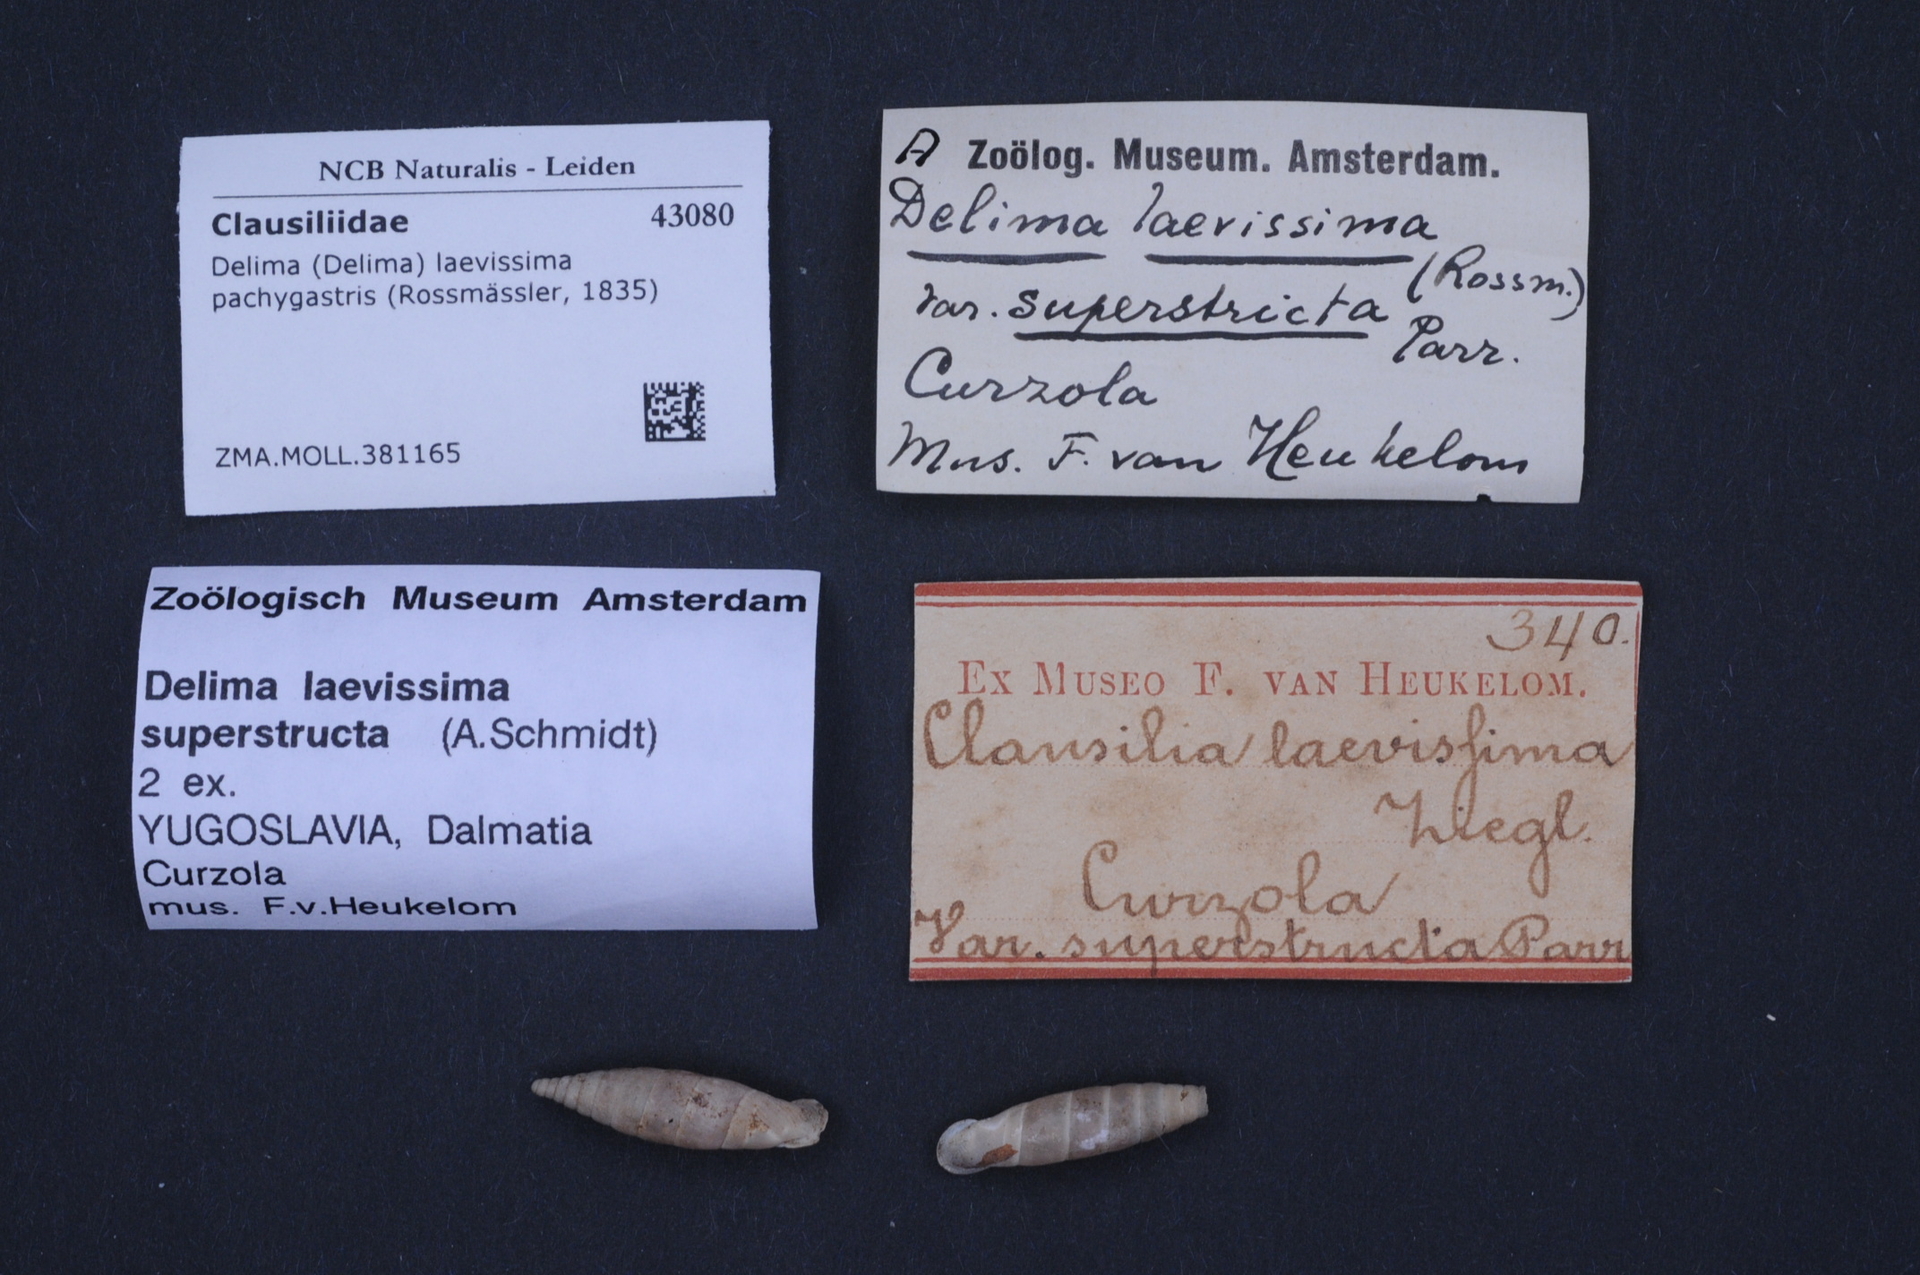 NCB Naturalis - Leiden
Clausiliidae 43080
Delima (Delima) laevissima
pachygastris (Rossmässler, 1835)
ZMA.MOLL.381165
A Zoölog. Museum. Amsterdam.
Delima laevissima
(Rossm.)
var. superstricta
Parr.
Curzola
Mus. F. van Heukelom
Zoölogisch Museum Amsterdam
Delima laevissima
superstructa (A.Schmidt)
2 ex.
YUGOSLAVIA, Dalmatia
Curzola
mus. F.v.Heukelom
340.
Ex Museo F. van Heukelom.
Clausilia laevissima
Ziegl.
Curzola
Var. superstructa Parr